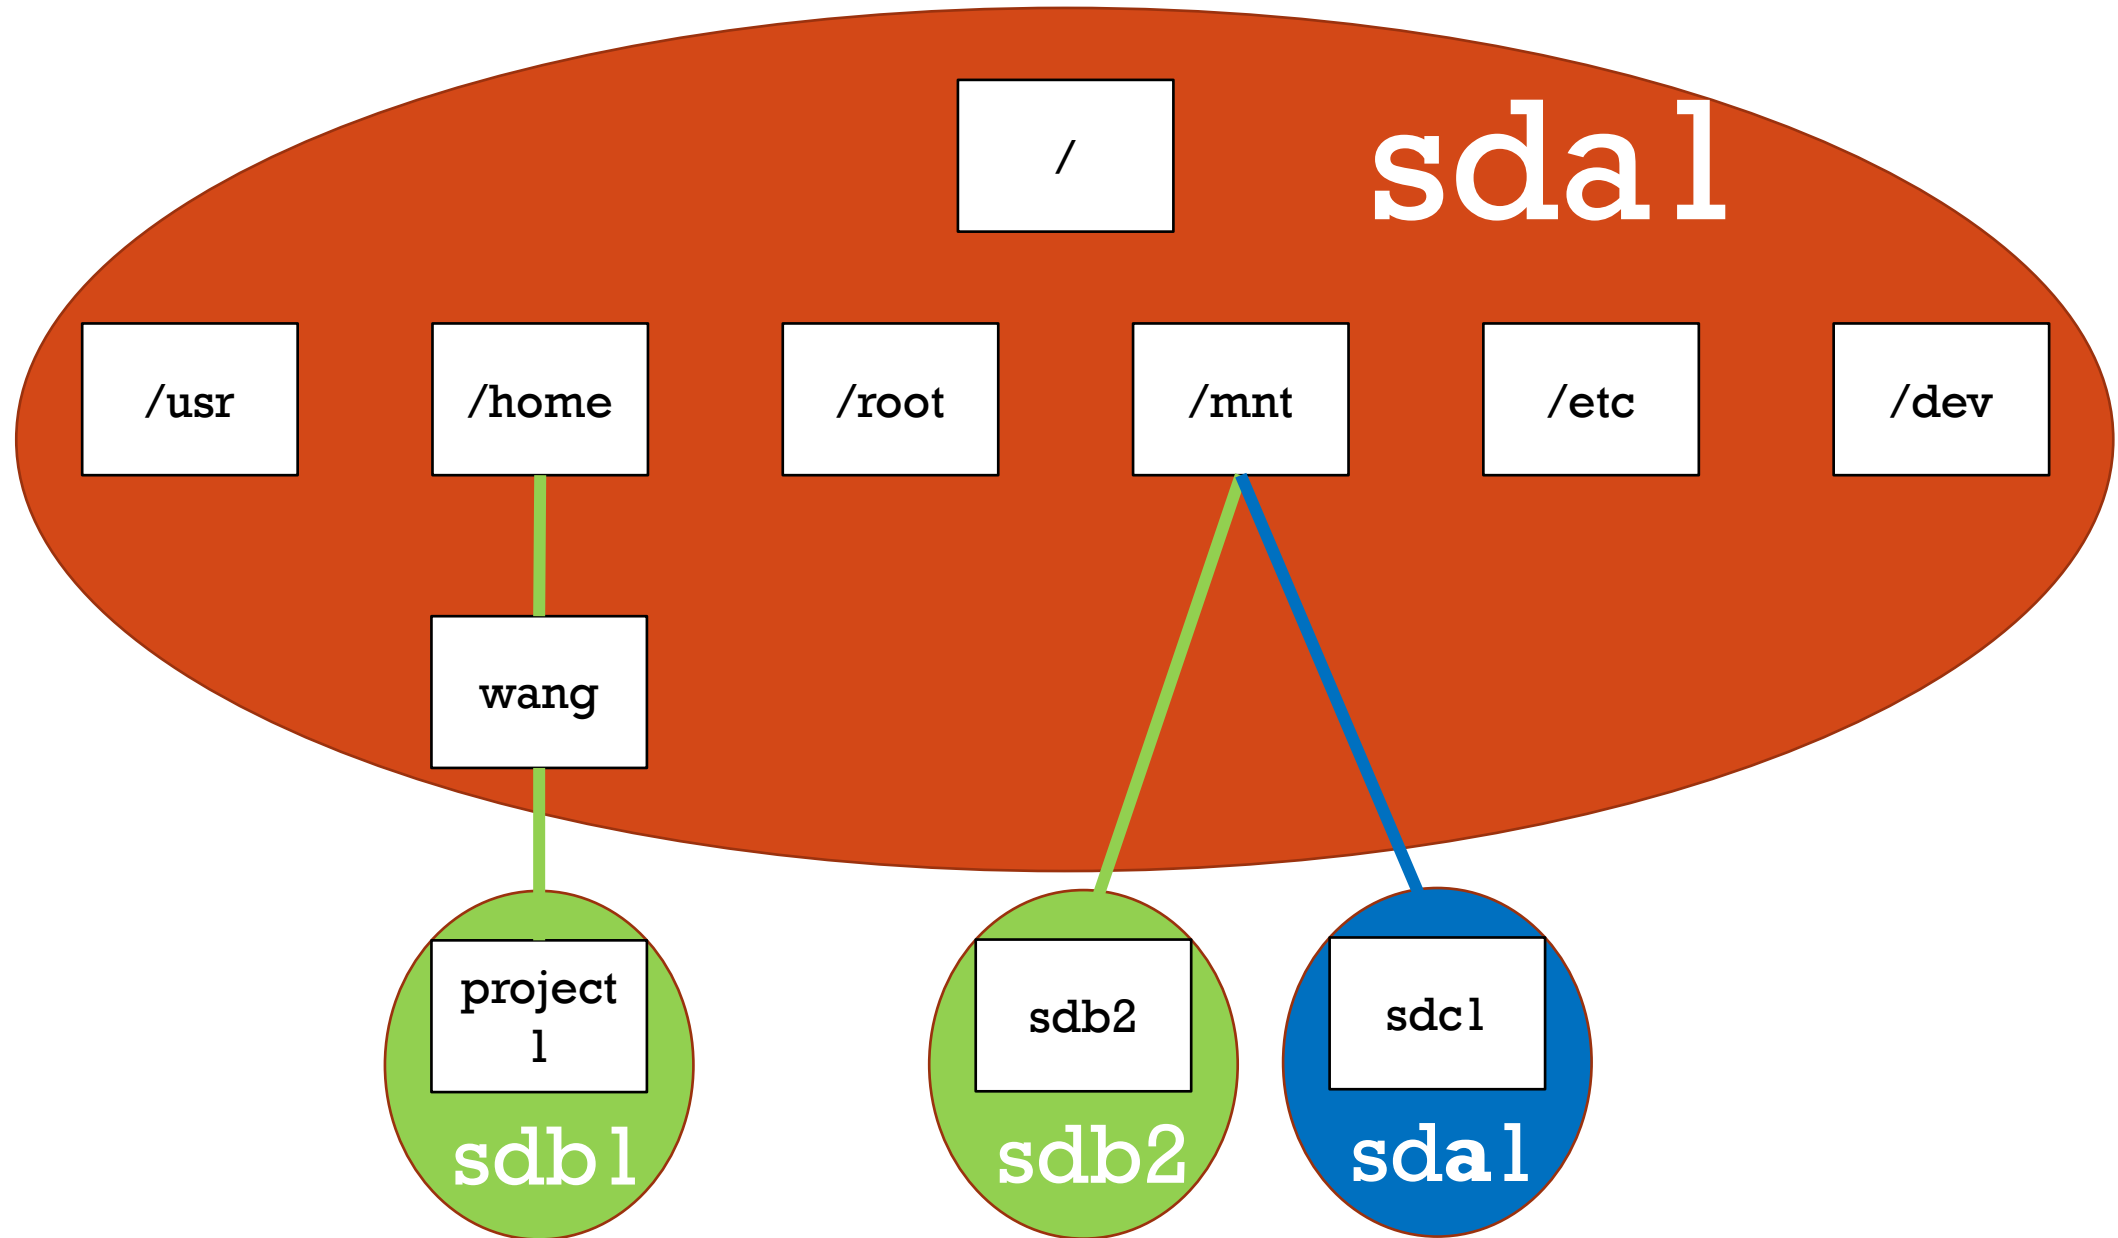 /
sda1
/usr
/home
/root
/mnt
/etc
/dev
wang
project
1
sdb2
sdc1
sdb1
sdb2
sda1